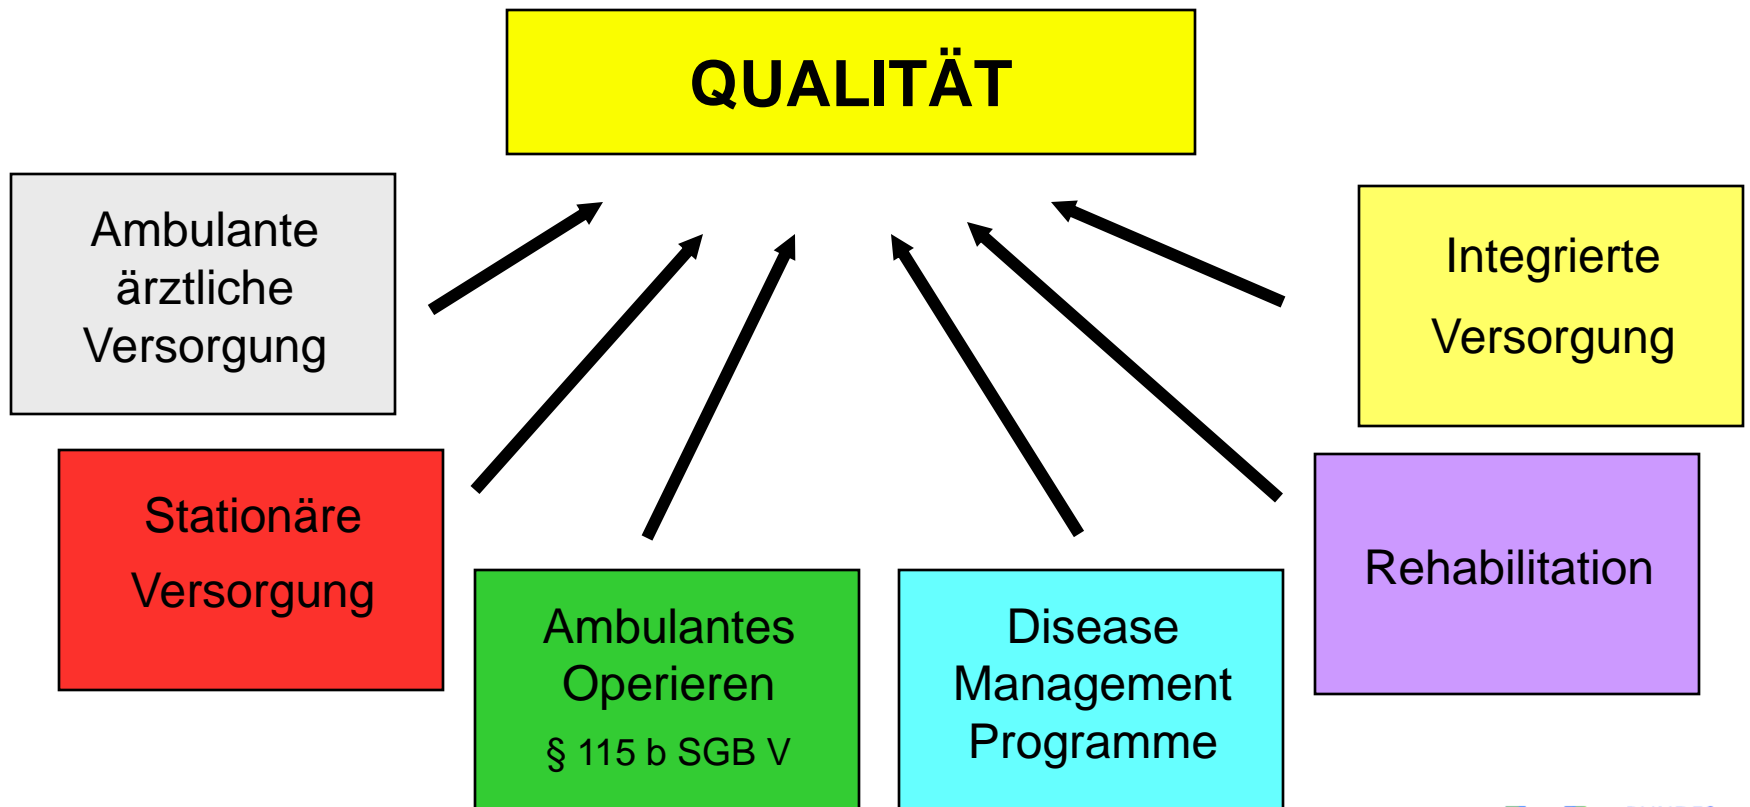 QUALITÄT
Ambulante
ärztliche
Versorgung
Integrierte
Versorgung
Stationäre
Versorgung
Rehabilitation
Ambulantes
Operieren
§ 115 b SGB V
Disease
Management
Programme